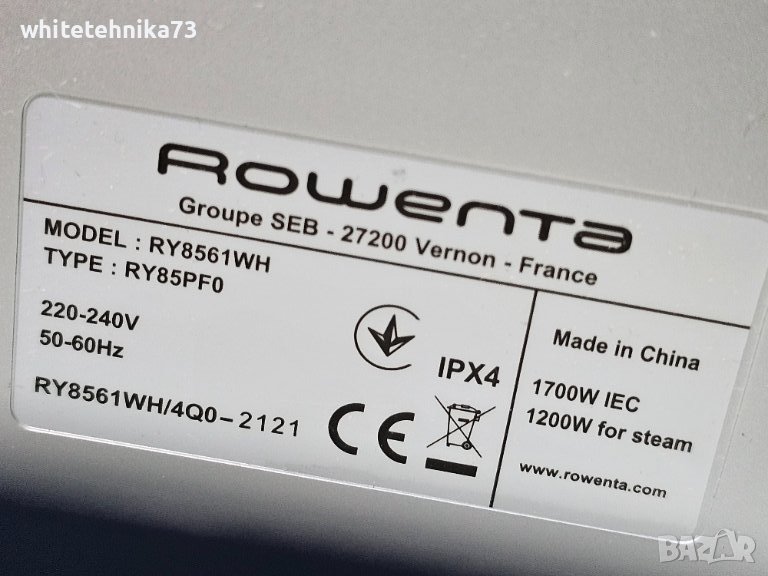 whitetehnika73
Rowenta
Groupe SEB - 27200 Vernon - France
MODEL : RY8561WH
TYPE : RY85PF0
220-240V
50-60Hz
IPX4
RY8561WH/4Q0-2121
CE
Made in China
1700W IEC
1200W for steam
www.rowenta.com
BAZAR